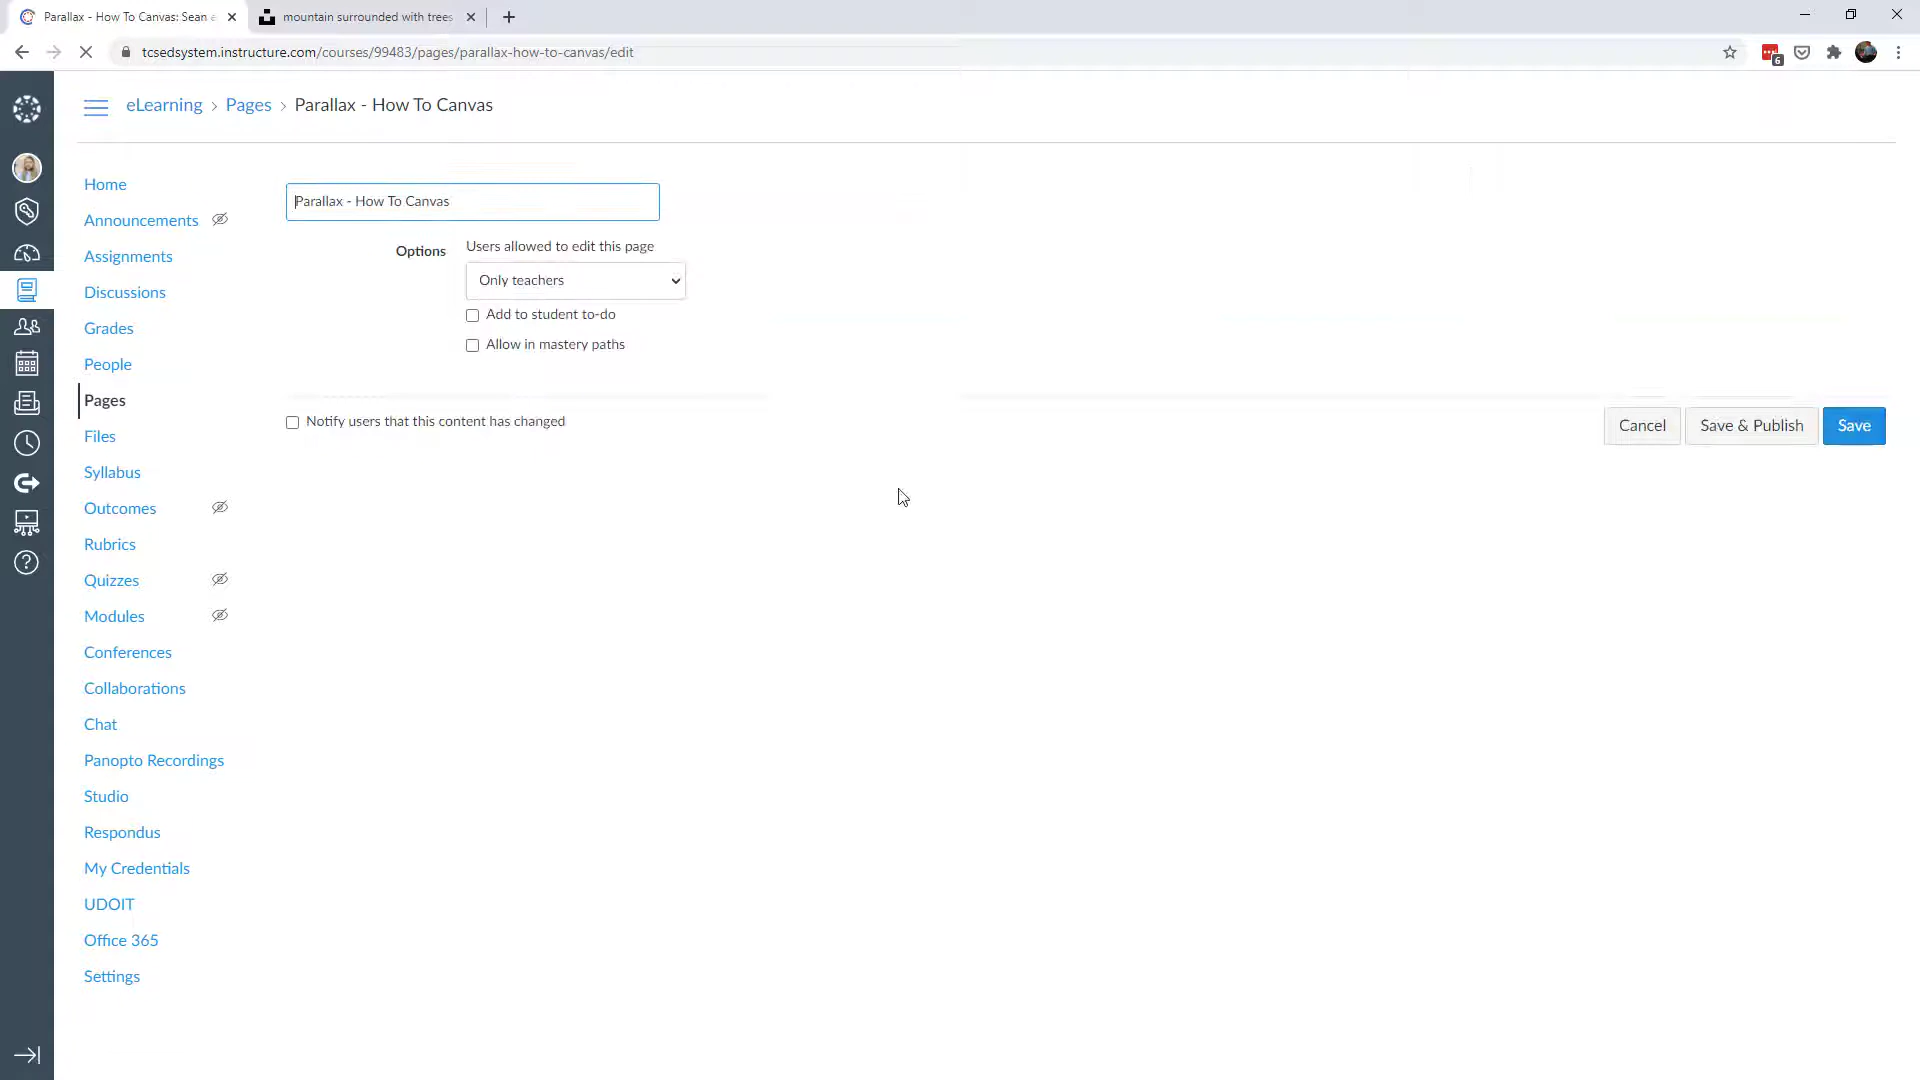 Parallax - How To Canvas: Sean e
mountain surrounded with trees
tcsedsystem.instructure.com/courses/99483/pages/parallax-how-to-canvas/edit
6
eLearning > Pages > Parallax - How To Canvas
Home
Announcements
Assignments
Discussions
Grades
People
Pages
Files
Syllabus
Outcomes
Rubrics
Quizzes
Modules
Conferences
Collaborations
Chat
Panopto Recordings
Studio
Respondus
My Credentials
UDOIT
Office 365
Settings
Parallax - How To Canvas
Options
Users allowed to edit this page
Only teachers
Add to student to-do
Allow in mastery paths
Notify users that this content has changed
Cancel
Save & Publish
Save